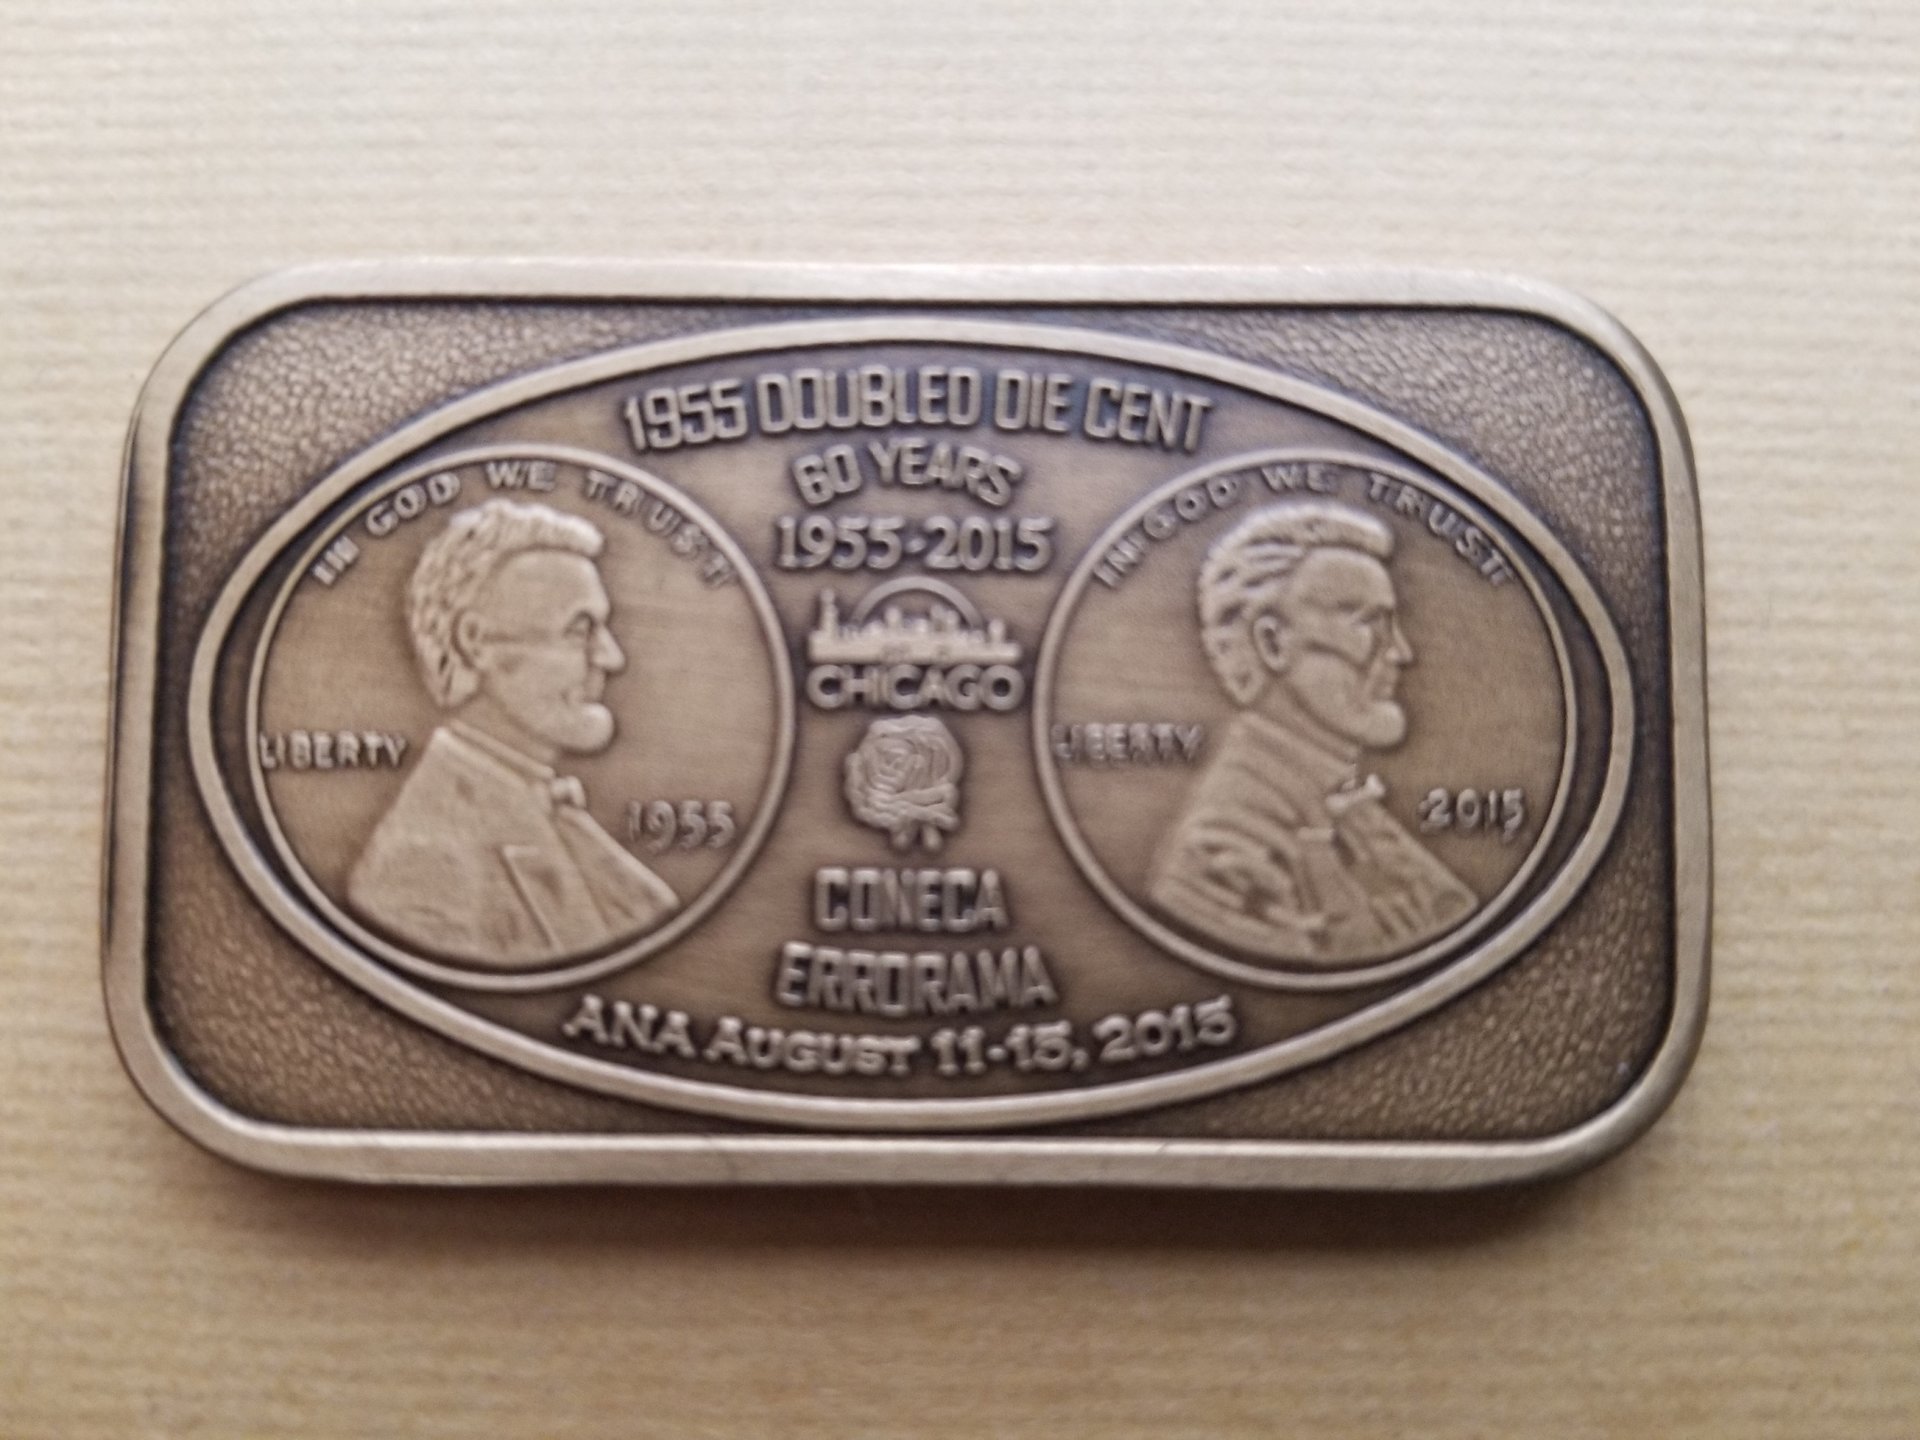 1955 DOUBLED DIE CENT
60 YEARS
1955·2015
IN GOD WE TRUST
LIBERTY
1955
CHICAGO
IN GOD WE TRUST
LIBERTY
2015
CONECA
ERRORAMA
ANA AUGUST 11-15, 2015